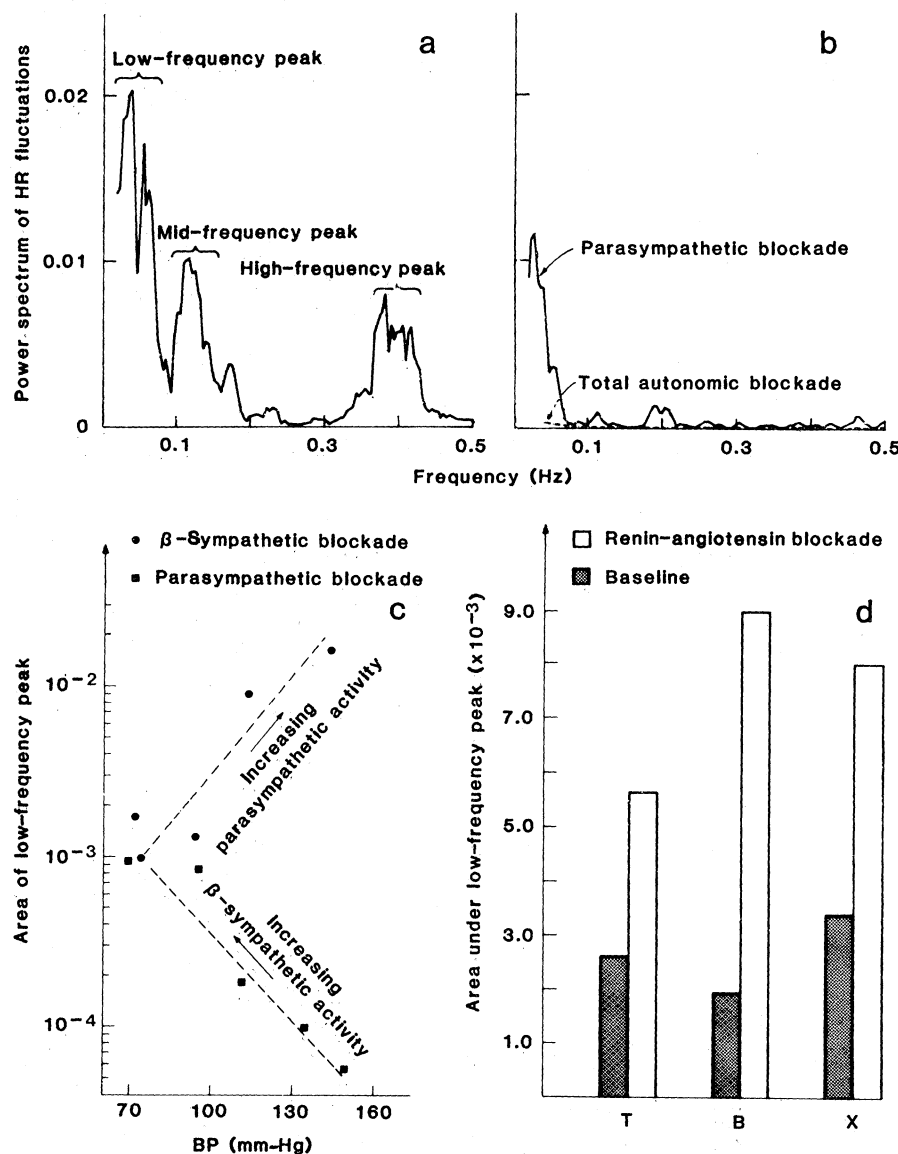 a
Low-frequency peak
Mid-frequency peak
High-frequency peak
Power spectrum of HR fluctuations
0.02
0.01
0
0.1
0.3
0.5
b
Parasympathetic blockade
Total autonomic blockade
0.1
0.3
0.5
Frequency (Hz)
β-Sympathetic blockade
Parasympathetic blockade
c
Area of low-frequency peak
10⁻²
10⁻³
10⁻⁴
Increasing
parasympathetic activity
Increasing
β-sympathetic activity
70
100
130
160
BP (mm-Hg)
Renin-angiotensin blockade
Baseline
d
Area under low-frequency peak (x10⁻³)
9.0
7.0
5.0
3.0
1.0
T
B
X